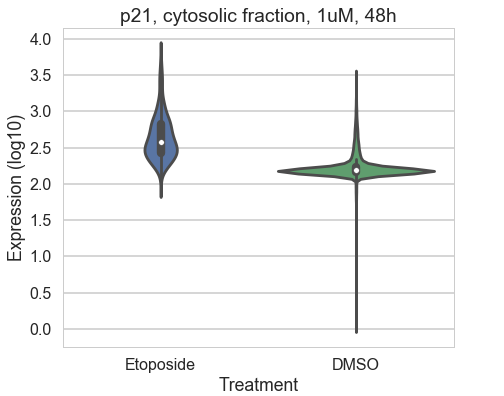 p21, cytosolic fraction, 1uM, 48h
4.0
3.5
3.0
2.5
2.0
1.5
1.0
0.5
0.0
Expression (log10)
Etoposide DMSO
Treatment